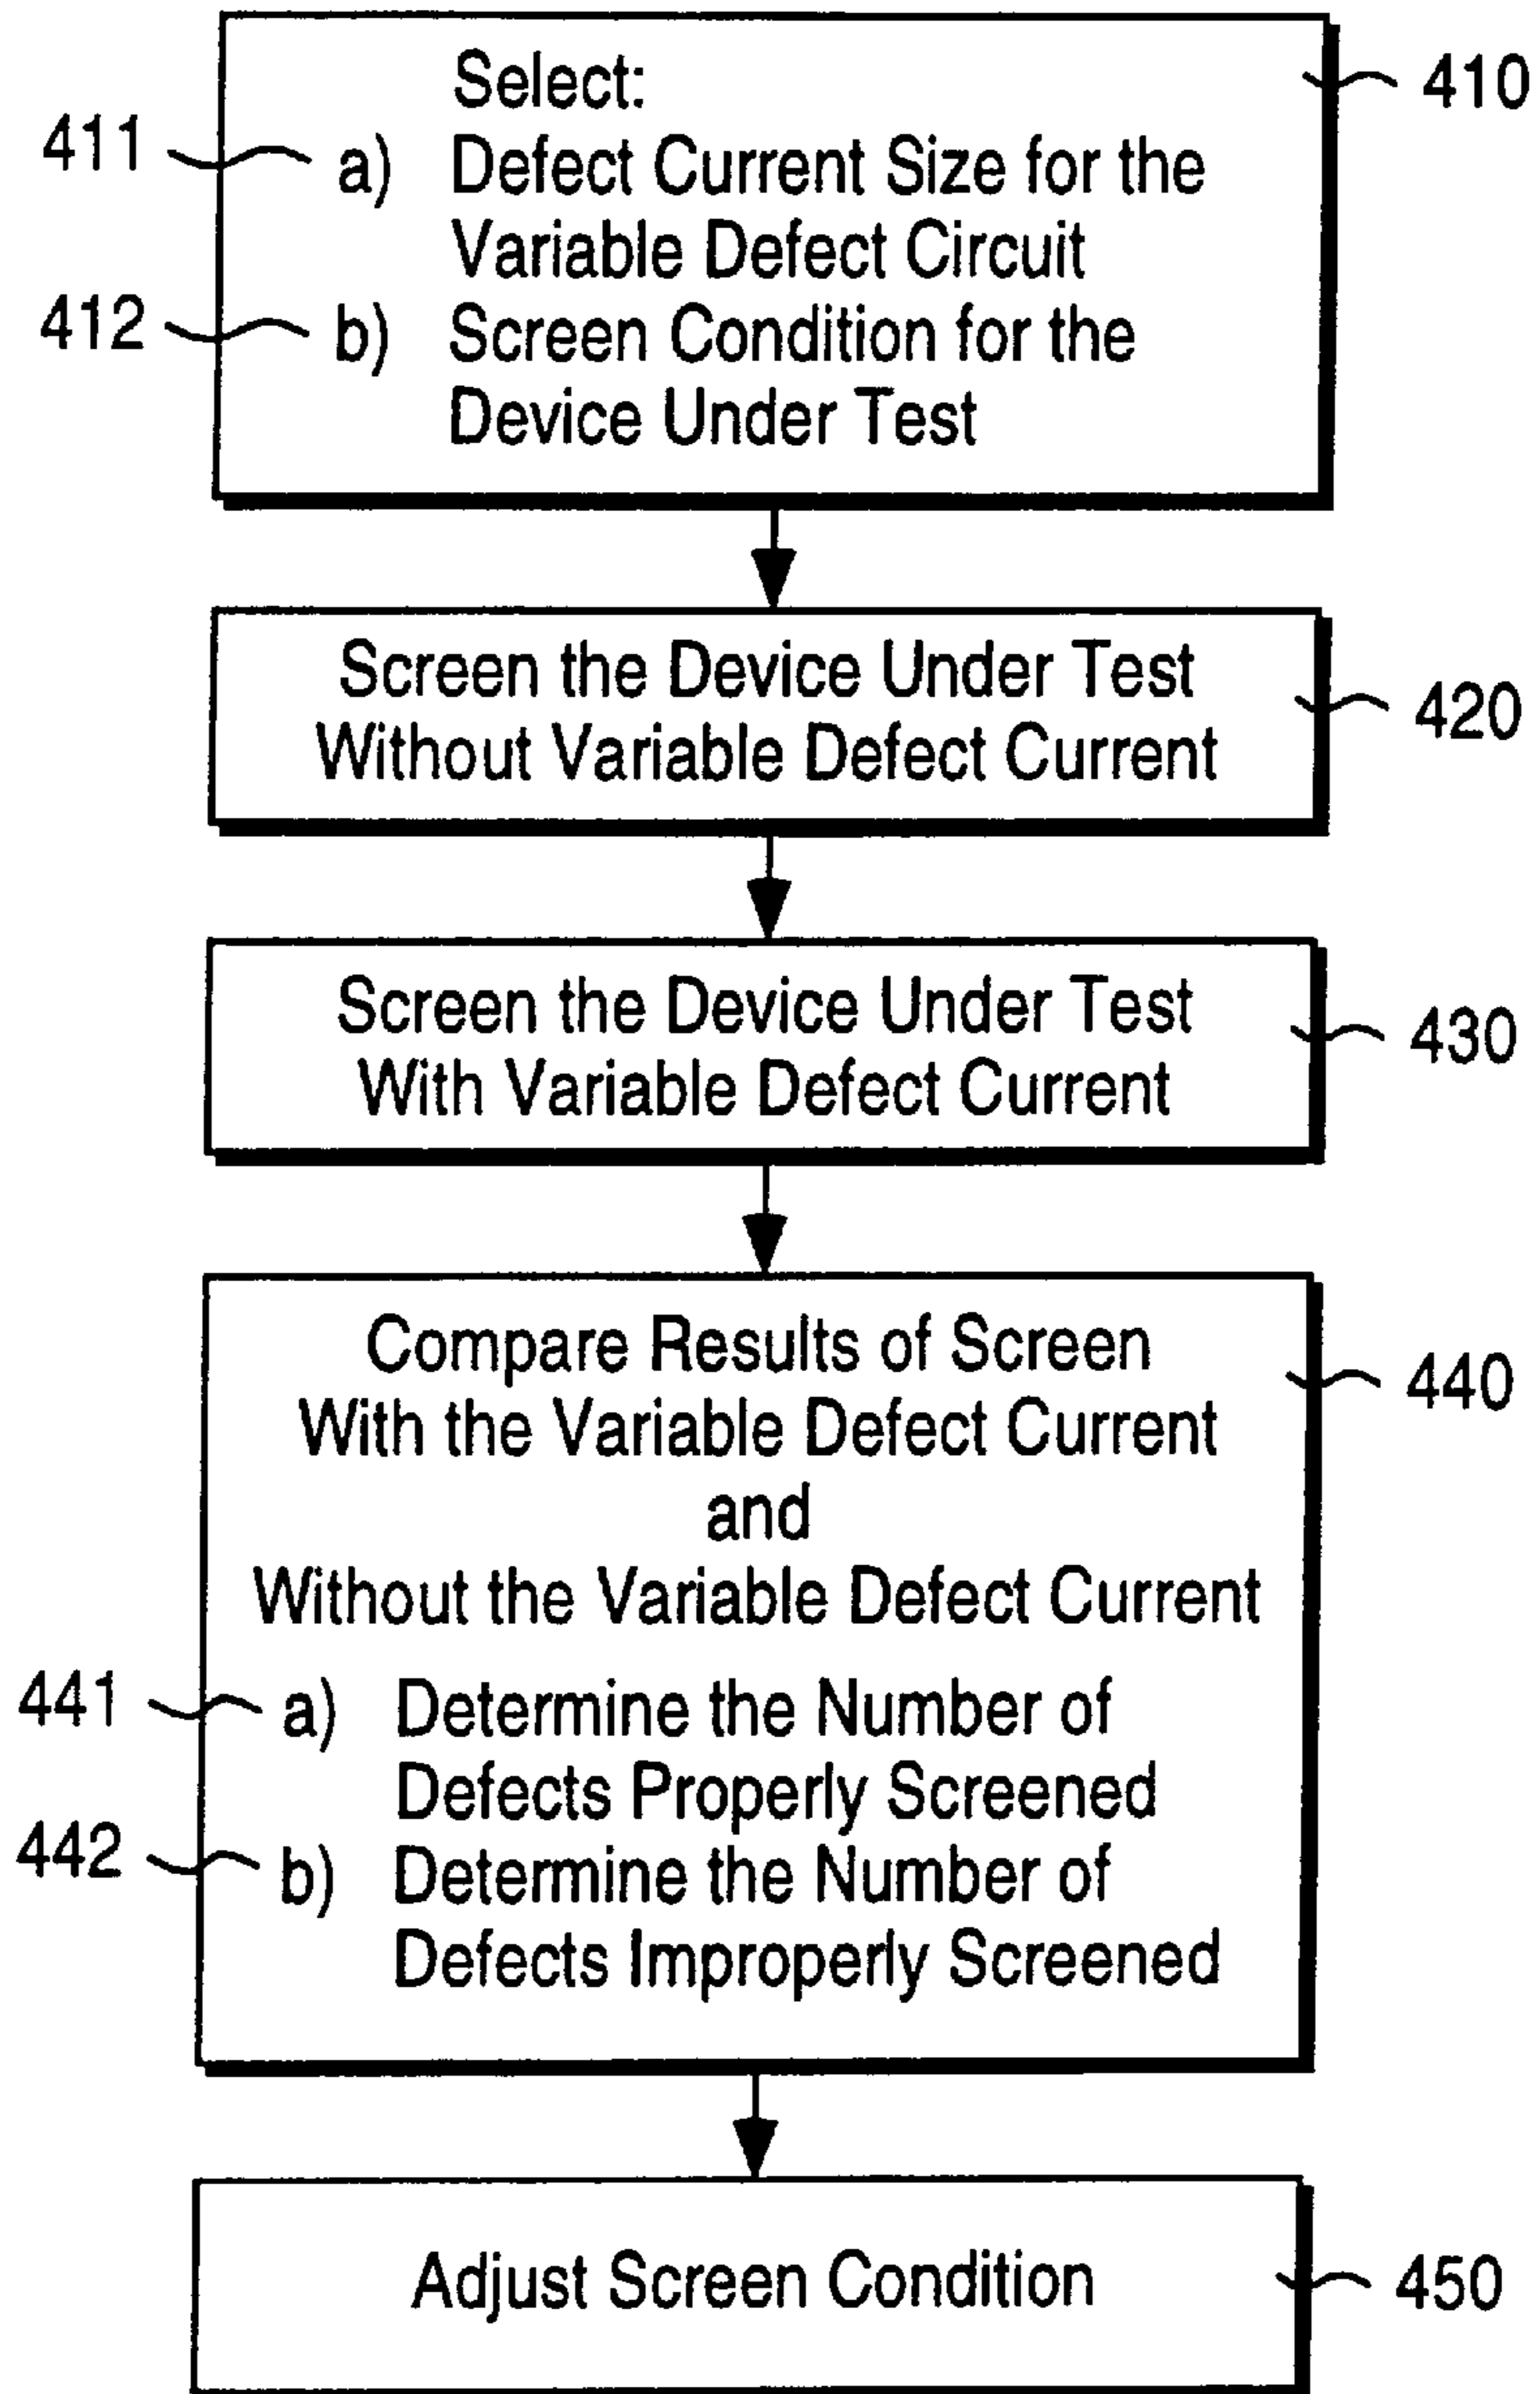 Select:
410
411
a) Defect Current Size for the
Variable Defect Circuit
412
b) Screen Condition for the
Device Under Test
Screen the Device Under Test
Without Variable Defect Current
420
Screen the Device Under Test
With Variable Defect Current
430
Compare Results of Screen
With the Variable Defect Current
440
and
Without the Variable Defect Current
441
a) Determine the Number of
Defects Properly Screened
442
b) Determine the Number of
Defects Improperly Screened
Adjust Screen Condition
450